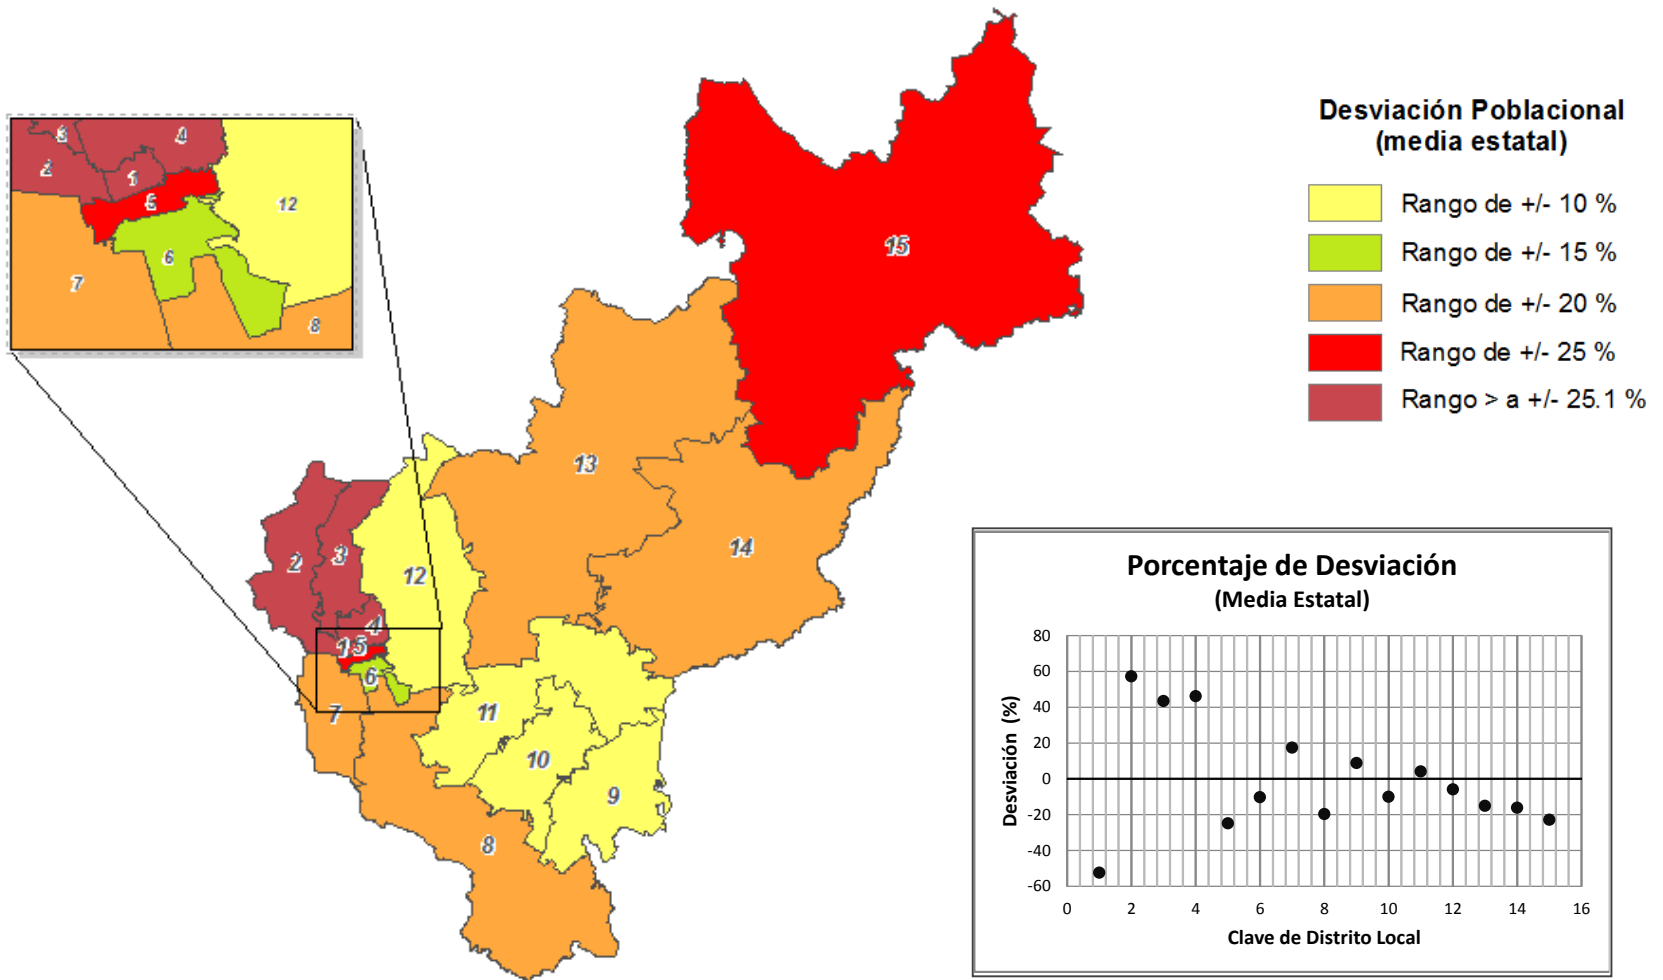 3
4
2
1
5
12
6
7
8
15
13
14
2
3
12
4
1
5
6
7
11
10
9
8
Desviación Poblacional
(media estatal)
Rango de +/- 10 %
Rango de +/- 15 %
Rango de +/- 20 %
Rango de +/- 25 %
Rango > a +/- 25.1 %
Porcentaje de Desviación
(Media Estatal)
Desviación (%)
80
60
40
20
0
-20
-40
-60
0 2 4 6 8 10 12 14 16
Clave de Distrito Local